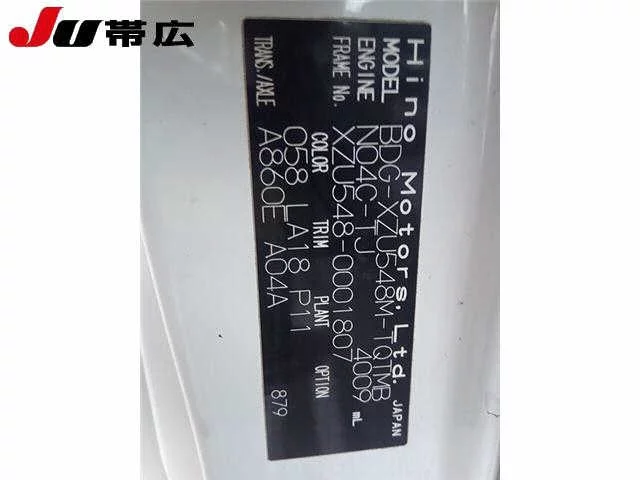 JU帯広
Hino Motors, Ltd. JAPAN
MODEL BDG-XZU548M-TQTMB
ENGINE N04C-TJ 4009 mL
FRAME No. XZU548-0001807
COLOR TRIM PLANT OPTION
058 LA18 P11
TRANS./AXLE A860E A04A 879